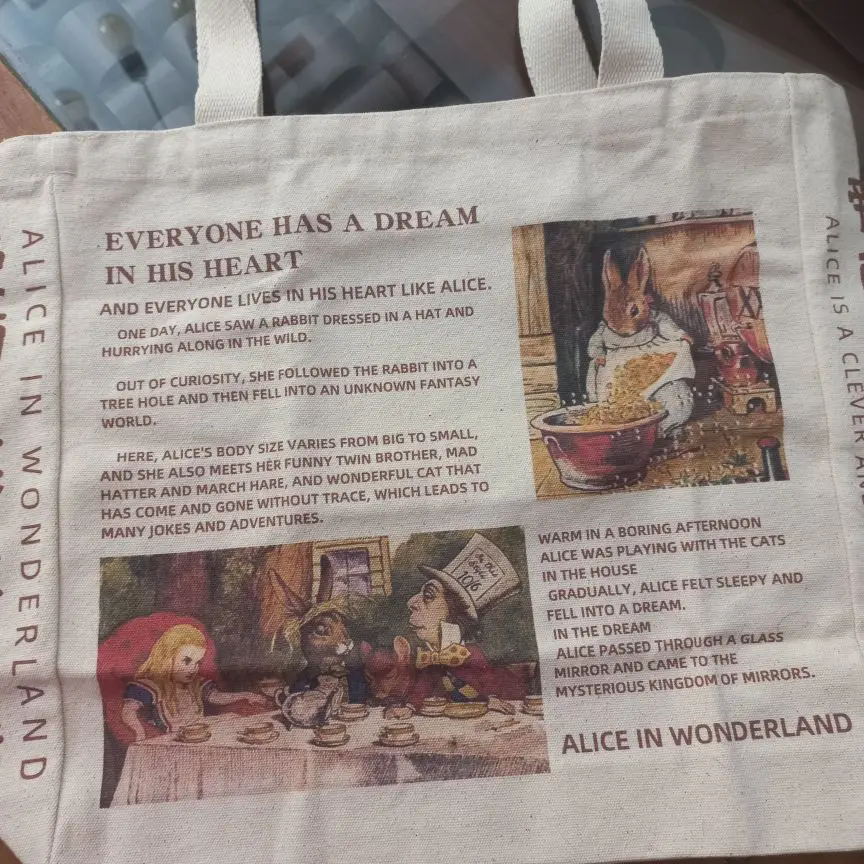 EVERYONE HAS A DREAM
IN HIS HEART
AND EVERYONE LIVES IN HIS HEART LIKE ALICE.
ONE DAY, ALICE SAW A RABBIT DRESSED IN A HAT AND
HURRYING ALONG IN THE WILD.
OUT OF CURIOSITY, SHE FOLLOWED THE RABBIT INTO A
TREE HOLE AND THEN FELL INTO AN UNKNOWN FANTASY
WORLD.
HERE, ALICE'S BODY SIZE VARIES FROM BIG TO SMALL,
AND SHE ALSO MEETS HER FUNNY TWIN BROTHER, MAD
HATTER AND MARCH HARE, AND WONDERFUL CAT THAT
HAS COME AND GONE WITHOUT TRACE, WHICH LEADS TO
MANY JOKES AND ADVENTURES.
10/6
WARM IN A BORING AFTERNOON
ALICE WAS PLAYING WITH THE CATS
IN THE HOUSE
GRADUALLY, ALICE FELT SLEEPY AND
FELL INTO A DREAM.
IN THE DREAM
ALICE PASSED THROUGH A GLASS
MIRROR AND CAME TO THE
MYSTERIOUS KINGDOM OF MIRRORS.
ALICE IN WONDERLAND
ALICE IN WONDERLAND
ALICE IS A CLEVER